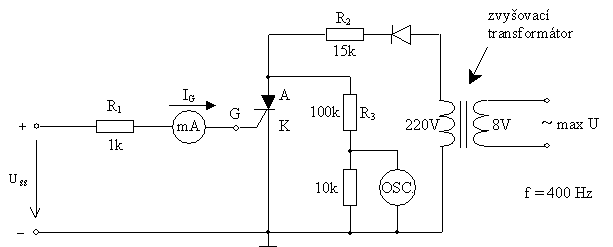 zvyšovací
transformátor
R2
15k
IG
A
R1
G
100k
R3
mA
K
220V
8V
~ max U
+
1k
Uss
10k
OSC.
f = 400 Hz
–